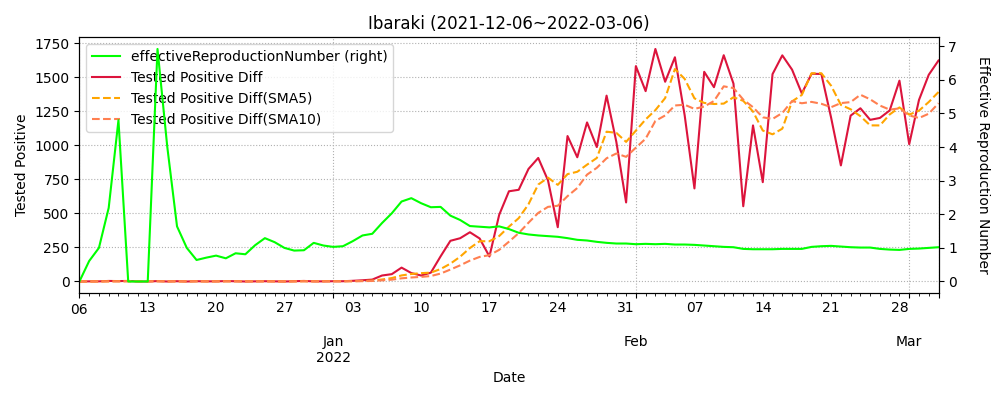 Ibaraki (2021-12-06~2022-03-06)
effectiveReproductionNumber (right)
Tested Positive Diff
Tested Positive Diff(SMA5)
Tested Positive Diff(SMA10)
Tested Positive
1750
1500
1250
1000
750
500
250
0
Effective Reproduction Number
7
6
5
4
3
2
1
0
06 13 20 27 03 10 17 24 31 07 14 21 28
Jan Feb Mar
2022
Date